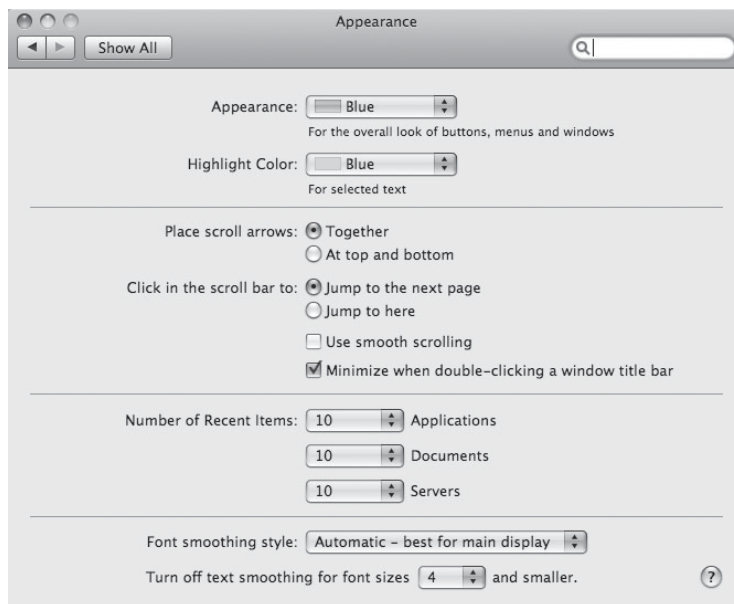 Appearance
Show All
Appearance: Blue
For the overall look of buttons, menus and windows
Highlight Color: Blue
For selected text
Place scroll arrows: Together
At top and bottom
Click in the scroll bar to: Jump to the next page
Jump to here
Use smooth scrolling
Minimize when double-clicking a window title bar
Number of Recent Items: 10 Applications
10 Documents
10 Servers
Font smoothing style: Automatic – best for main display
Turn off text smoothing for font sizes 4 and smaller. ?